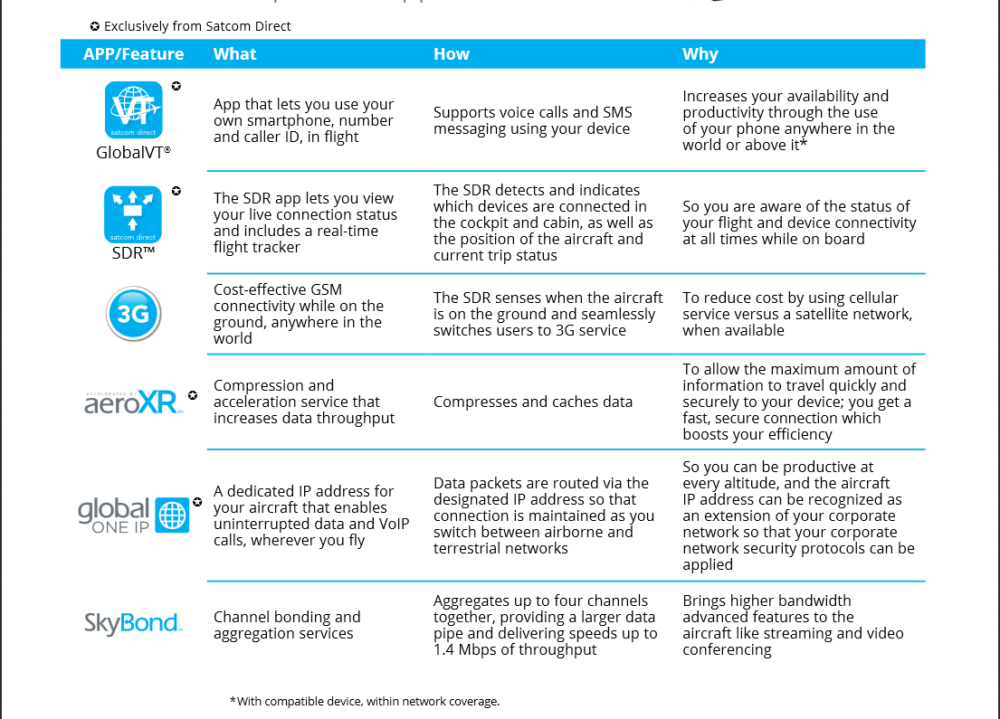 ✪ Exclusively from Satcom Direct
APP/Feature What How Why
VT
satcom direct
✪
GlobalVT®
App that lets you use your
own smartphone, number
and caller ID, in flight
Supports voice calls and SMS
messaging using your device
Increases your availability and
productivity through the use
of your phone anywhere in the
world or above it*
satcom direct
✪
SDR™
The SDR app lets you view
your live connection status
and includes a real-time
flight tracker
The SDR detects and indicates
which devices are connected in
the cockpit and cabin, as well as
the position of the aircraft and
current trip status
So you are aware of the status of
your flight and device connectivity
at all times while on board
3G
Cost-effective GSM
connectivity while on the
ground, anywhere in the
world
The SDR senses when the aircraft
is on the ground and seamlessly
switches users to 3G service
To reduce cost by using cellular
service versus a satellite network,
when available
ACCELERATED BY
aeroXR ✪
Compression and
acceleration service that
increases data throughput
Compresses and caches data
To allow the maximum amount of
information to travel quickly and
securely to your device; you get a
fast, secure connection which
boosts your efficiency
global
ONE IP
✪
A dedicated IP address for
your aircraft that enables
uninterrupted data and VoIP
calls, wherever you fly
Data packets are routed via the
designated IP address so that
connection is maintained as you
switch between airborne and
terrestrial networks
So you can be productive at
every altitude, and the aircraft
IP address can be recognized as
an extension of your corporate
network so that your corporate
network security protocols can be
applied
SkyBond
Channel bonding and
aggregation services
Aggregates up to four channels
together, providing a larger data
pipe and delivering speeds up to
1.4 Mbps of throughput
Brings higher bandwidth
advanced features to the
aircraft like streaming and video
conferencing
*With compatible device, within network coverage.